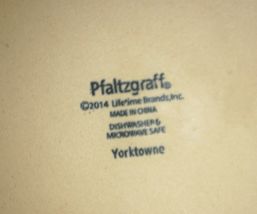 Pfaltzgraff®
©2014 Lifetime Brands, Inc.
MADE IN CHINA
DISHWASHER &
MICROWAVE SAFE
Yorktowne